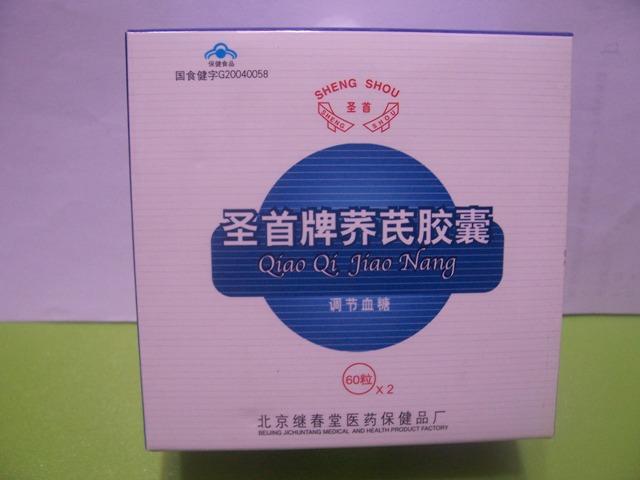 保健食品
国食健字G20040058
SHENG SHOU
圣首
SHENG SHOU
圣首牌荞芪胶囊
Qiao Qi Jiao Nang
调节血糖
60粒 X 2
北京继春堂医药保健品厂
BEIJING JICHUNTANG MEDICAL AND HEALTH PRODUCT FACTORY